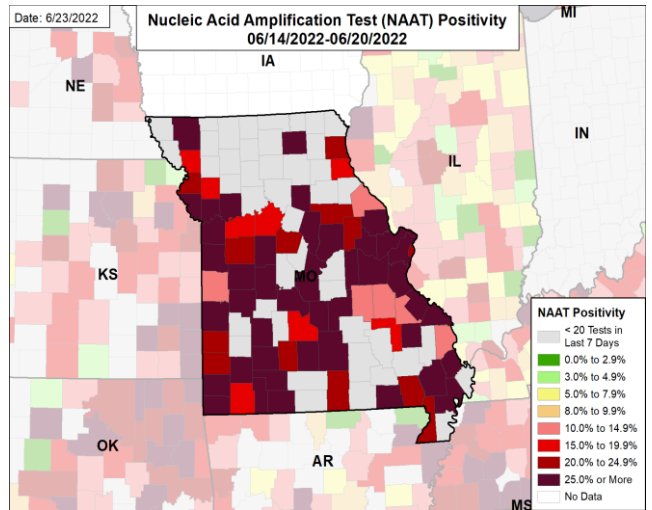 Date: 6/23/2022
Nucleic Acid Amplification Test (NAAT) Positivity
06/14/2022-06/20/2022
MI
IA
NE
IN
IL
KS
MO
NAAT Positivity
< 20 Tests in
Last 7 Days
0.0% to 2.9%
3.0% to 4.9%
5.0% to 7.9%
8.0% to 9.9%
10.0% to 14.9%
15.0% to 19.9%
20.0% to 24.9%
25.0% or More
No Data
OK
AR
MS